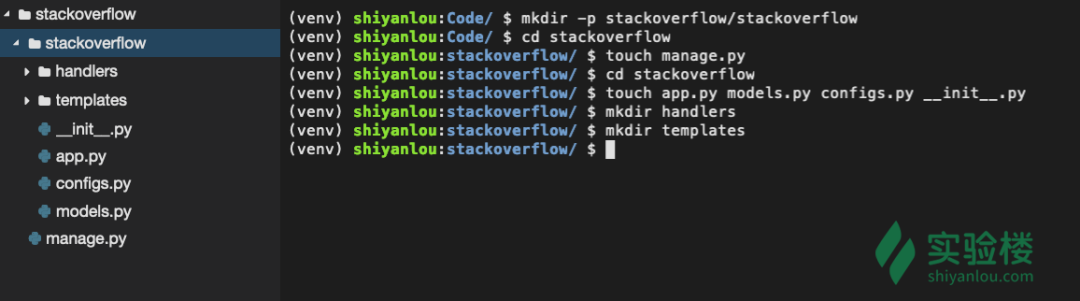 stackoverflow
stackoverflow
handlers
templates
__init__.py
app.py
configs.py
models.py
manage.py
(venv) shiyanlou:Code/ $ mkdir -p stackoverflow/stackoverflow
(venv) shiyanlou:Code/ $ cd stackoverflow
(venv) shiyanlou:stackoverflow/ $ touch manage.py
(venv) shiyanlou:stackoverflow/ $ cd stackoverflow
(venv) shiyanlou:stackoverflow/ $ touch app.py models.py configs.py __init__.py
(venv) shiyanlou:stackoverflow/ $ mkdir handlers
(venv) shiyanlou:stackoverflow/ $ mkdir templates
(venv) shiyanlou:stackoverflow/ $
实验楼
shiyanlou.com